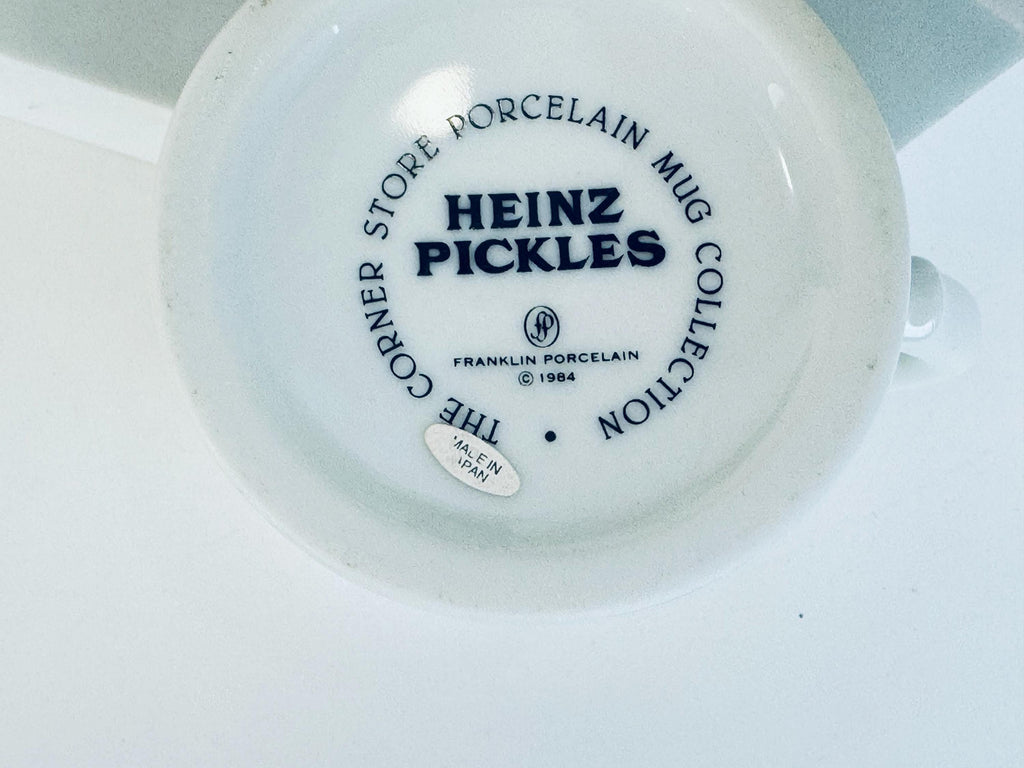 THE CORNER STORE PORCELAIN MUG COLLECTION •
HEINZ
PICKLES
FP
FRANKLIN PORCELAIN
© 1984
MADE IN
JAPAN